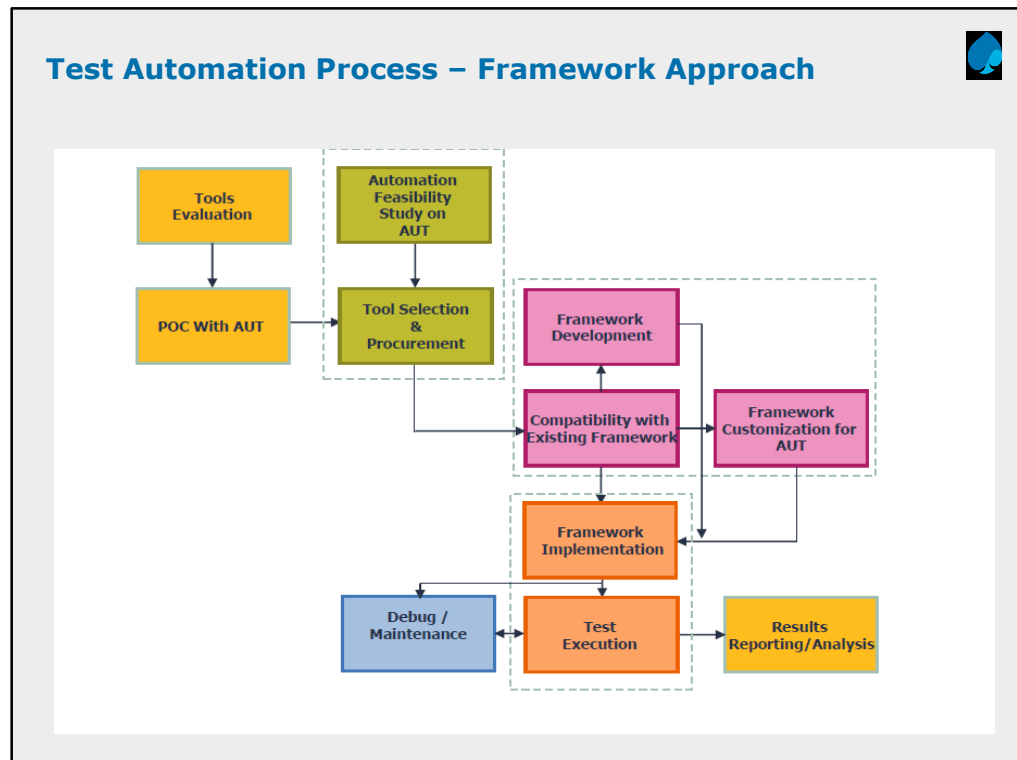 Test Automation Process – Framework Approach
Tools
Evaluation
Automation
Feasibility
Study on
AUT
POC With AUT
Tool Selection
&
Procurement
Framework
Development
Compatibility with
Existing Framework
Framework
Customization for
AUT
Framework
Implementation
Debug /
Maintenance
Test
Execution
Results
Reporting/Analysis